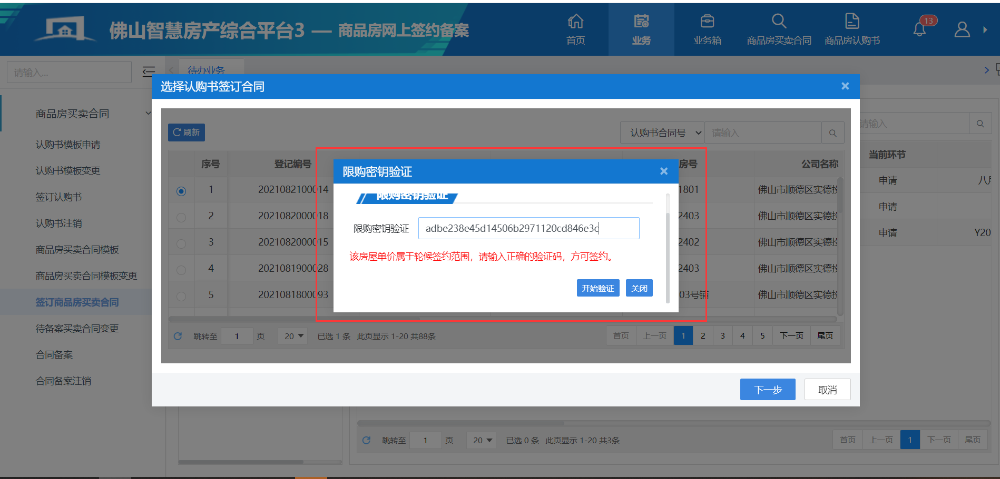 佛山智慧房产综合平台3 — 商品房网上签约备案
首页
业务
业务箱
商品房买卖合同
商品房认购书
13
请输入...
待办业务
商品房买卖合同
认购书模板申请
认购书模板变更
签订认购书
认购书注销
商品房买卖合同模板
商品房买卖合同模板变更
签订商品房买卖合同
待备案买卖合同变更
合同备案
合同备案注销
选择认购书签订合同
刷新
认购书合同号
请输入
序号 登记编号 房号 公司名称
1 2021082100014 1801 佛山市顺德区实德投
2 2021082000018 2403 佛山市顺德区实德投
3 2021082000015 2402 佛山市顺德区实德投
4 2021081900028 2403 佛山市顺德区实德投
5 2021081800093 03号铺 佛山市顺德区实德投
限购密钥验证
限购密钥验证
限购密钥验证 adbe238e45d14506b2971120cd846e3c
该房屋单价属于轮候签约范围，请输入正确的验证码，方可签约。
开始验证 关闭
跳转至 1 页 20 已选 1 条 此页显示 1-20 共88条
首页 上一页 1 2 3 4 5 下一页 尾页
下一步 取消
请输入
当前环节
申请 八月
申请
申请 Y20
跳转至 1 页 20 已选 0 条 此页显示 1-20 共3条
首页 上一页 1 下一页 尾页